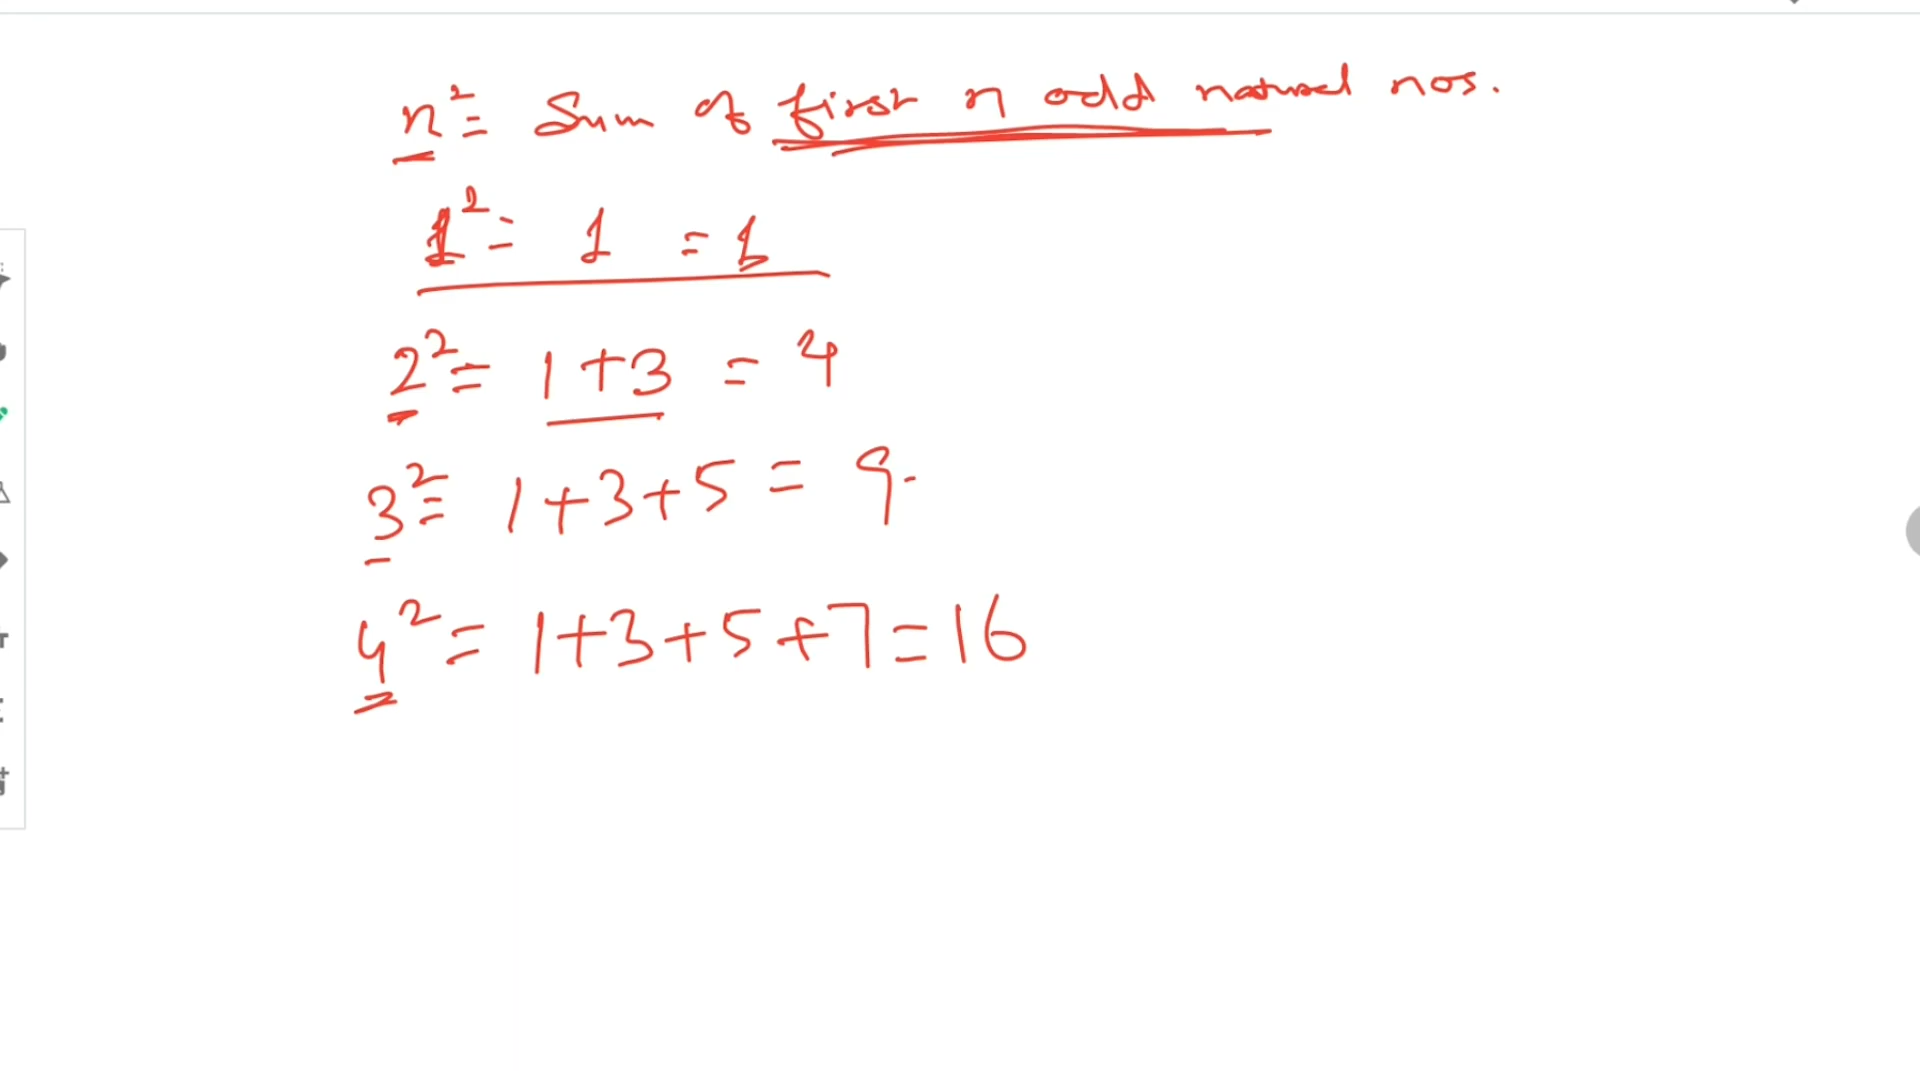 n² = Sum of first n odd natural nos.
1² = 1 = 1
2² = 1+3 = 4
3² = 1+3+5 = 9.
4² = 1+3+5+7=16